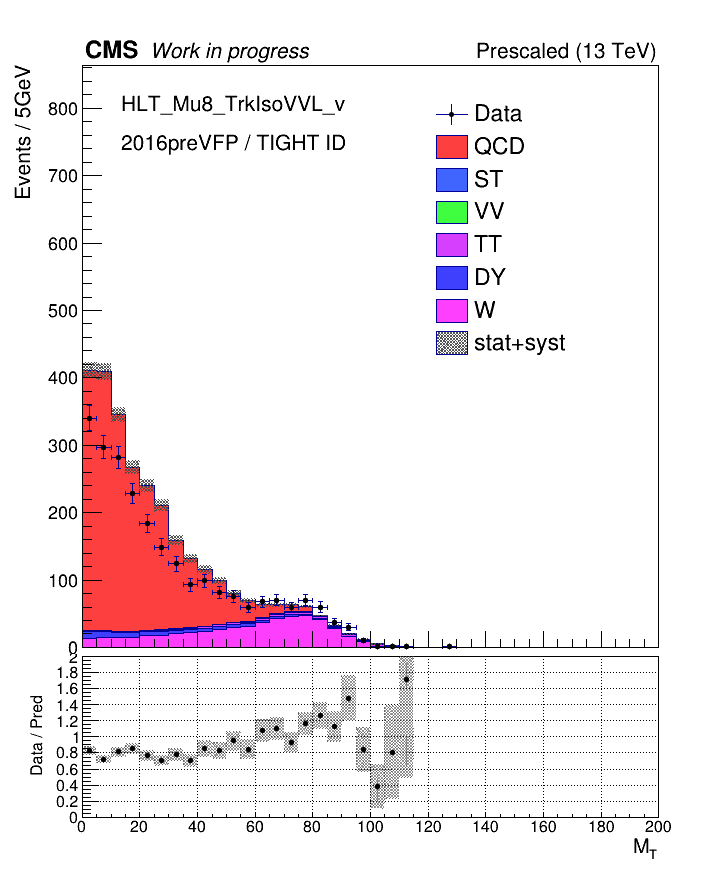 CMS Work in progress Prescaled (13 TeV)
Events / 5GeV
HLT_Mu8_TrkIsoVVL_v
2016preVFP / TIGHT ID
Data
QCD
ST
VV
TT
DY
W
stat+syst
800
700
600
500
400
300
200
100
0
Data / Pred
2
1.8
1.6
1.4
1.2
1
0.8
0.6
0.4
0.2
0
0 20 40 60 80 100 120 140 160 180 200
M_T